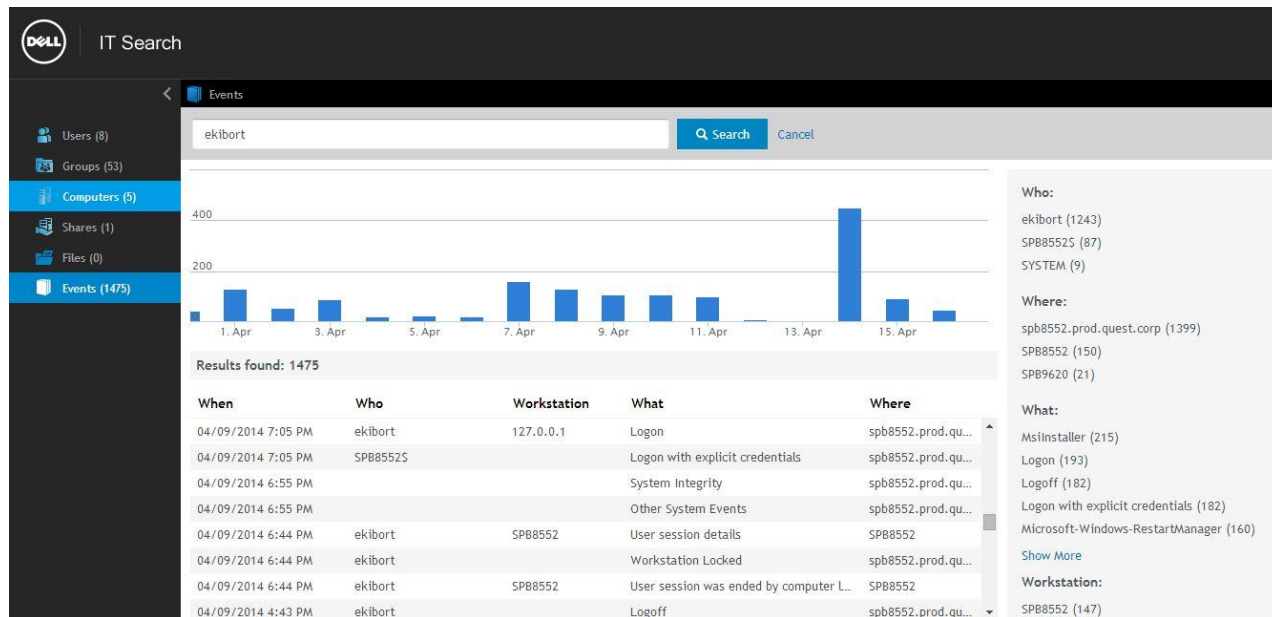 DELL IT Search
Events
Users (8)
Groups (53)
Computers (5)
Shares (1)
Files (0)
Events (1475)
ekibort Search Cancel
400
200
1. Apr 3. Apr 5. Apr 7. Apr 9. Apr 11. Apr 13. Apr 15. Apr
Results found: 1475
When Who Workstation What Where
04/09/2014 7:05 PM ekibort 127.0.0.1 Logon spb8552.prod.qu...
04/09/2014 7:05 PM SPB8552$ Logon with explicit credentials spb8552.prod.qu...
04/09/2014 6:55 PM System Integrity spb8552.prod.qu...
04/09/2014 6:55 PM Other System Events spb8552.prod.qu...
04/09/2014 6:44 PM ekibort SPB8552 User session details SPB8552
04/09/2014 6:44 PM ekibort Workstation Locked spb8552.prod.qu...
04/09/2014 6:44 PM ekibort SPB8552 User session was ended by computer l... SPB8552
04/09/2014 4:43 PM ekibort Logoff spb8552.prod.qu...
Who:
ekibort (1243)
SPB8552$ (87)
SYSTEM (9)
Where:
spb8552.prod.quest.corp (1399)
SPB8552 (150)
SPB9620 (21)
What:
MsiInstaller (215)
Logon (193)
Logoff (182)
Logon with explicit credentials (182)
Microsoft-Windows-RestartManager (160)
Show More
Workstation:
SPB8552 (147)